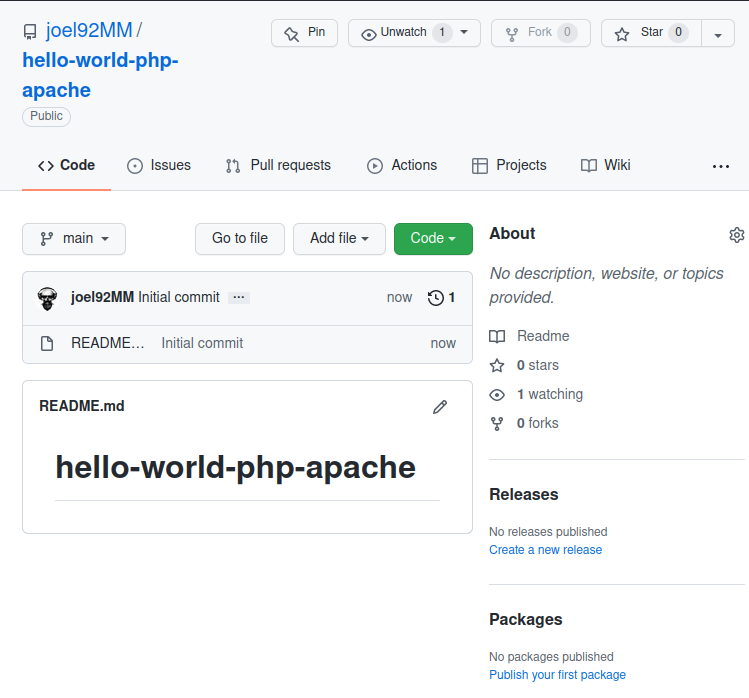 joel92MM /
hello-world-php-
apache
Public
Pin
Unwatch 1
Fork 0
Star 0
Code
Issues
Pull requests
Actions
Projects
Wiki
...
main
Go to file
Add file
Code
joel92MM Initial commit ...
now
1
README...
Initial commit
now
README.md
hello-world-php-apache
About
No description, website, or topics
provided.
Readme
0 stars
1 watching
0 forks
Releases
No releases published
Create a new release
Packages
No packages published
Publish your first package